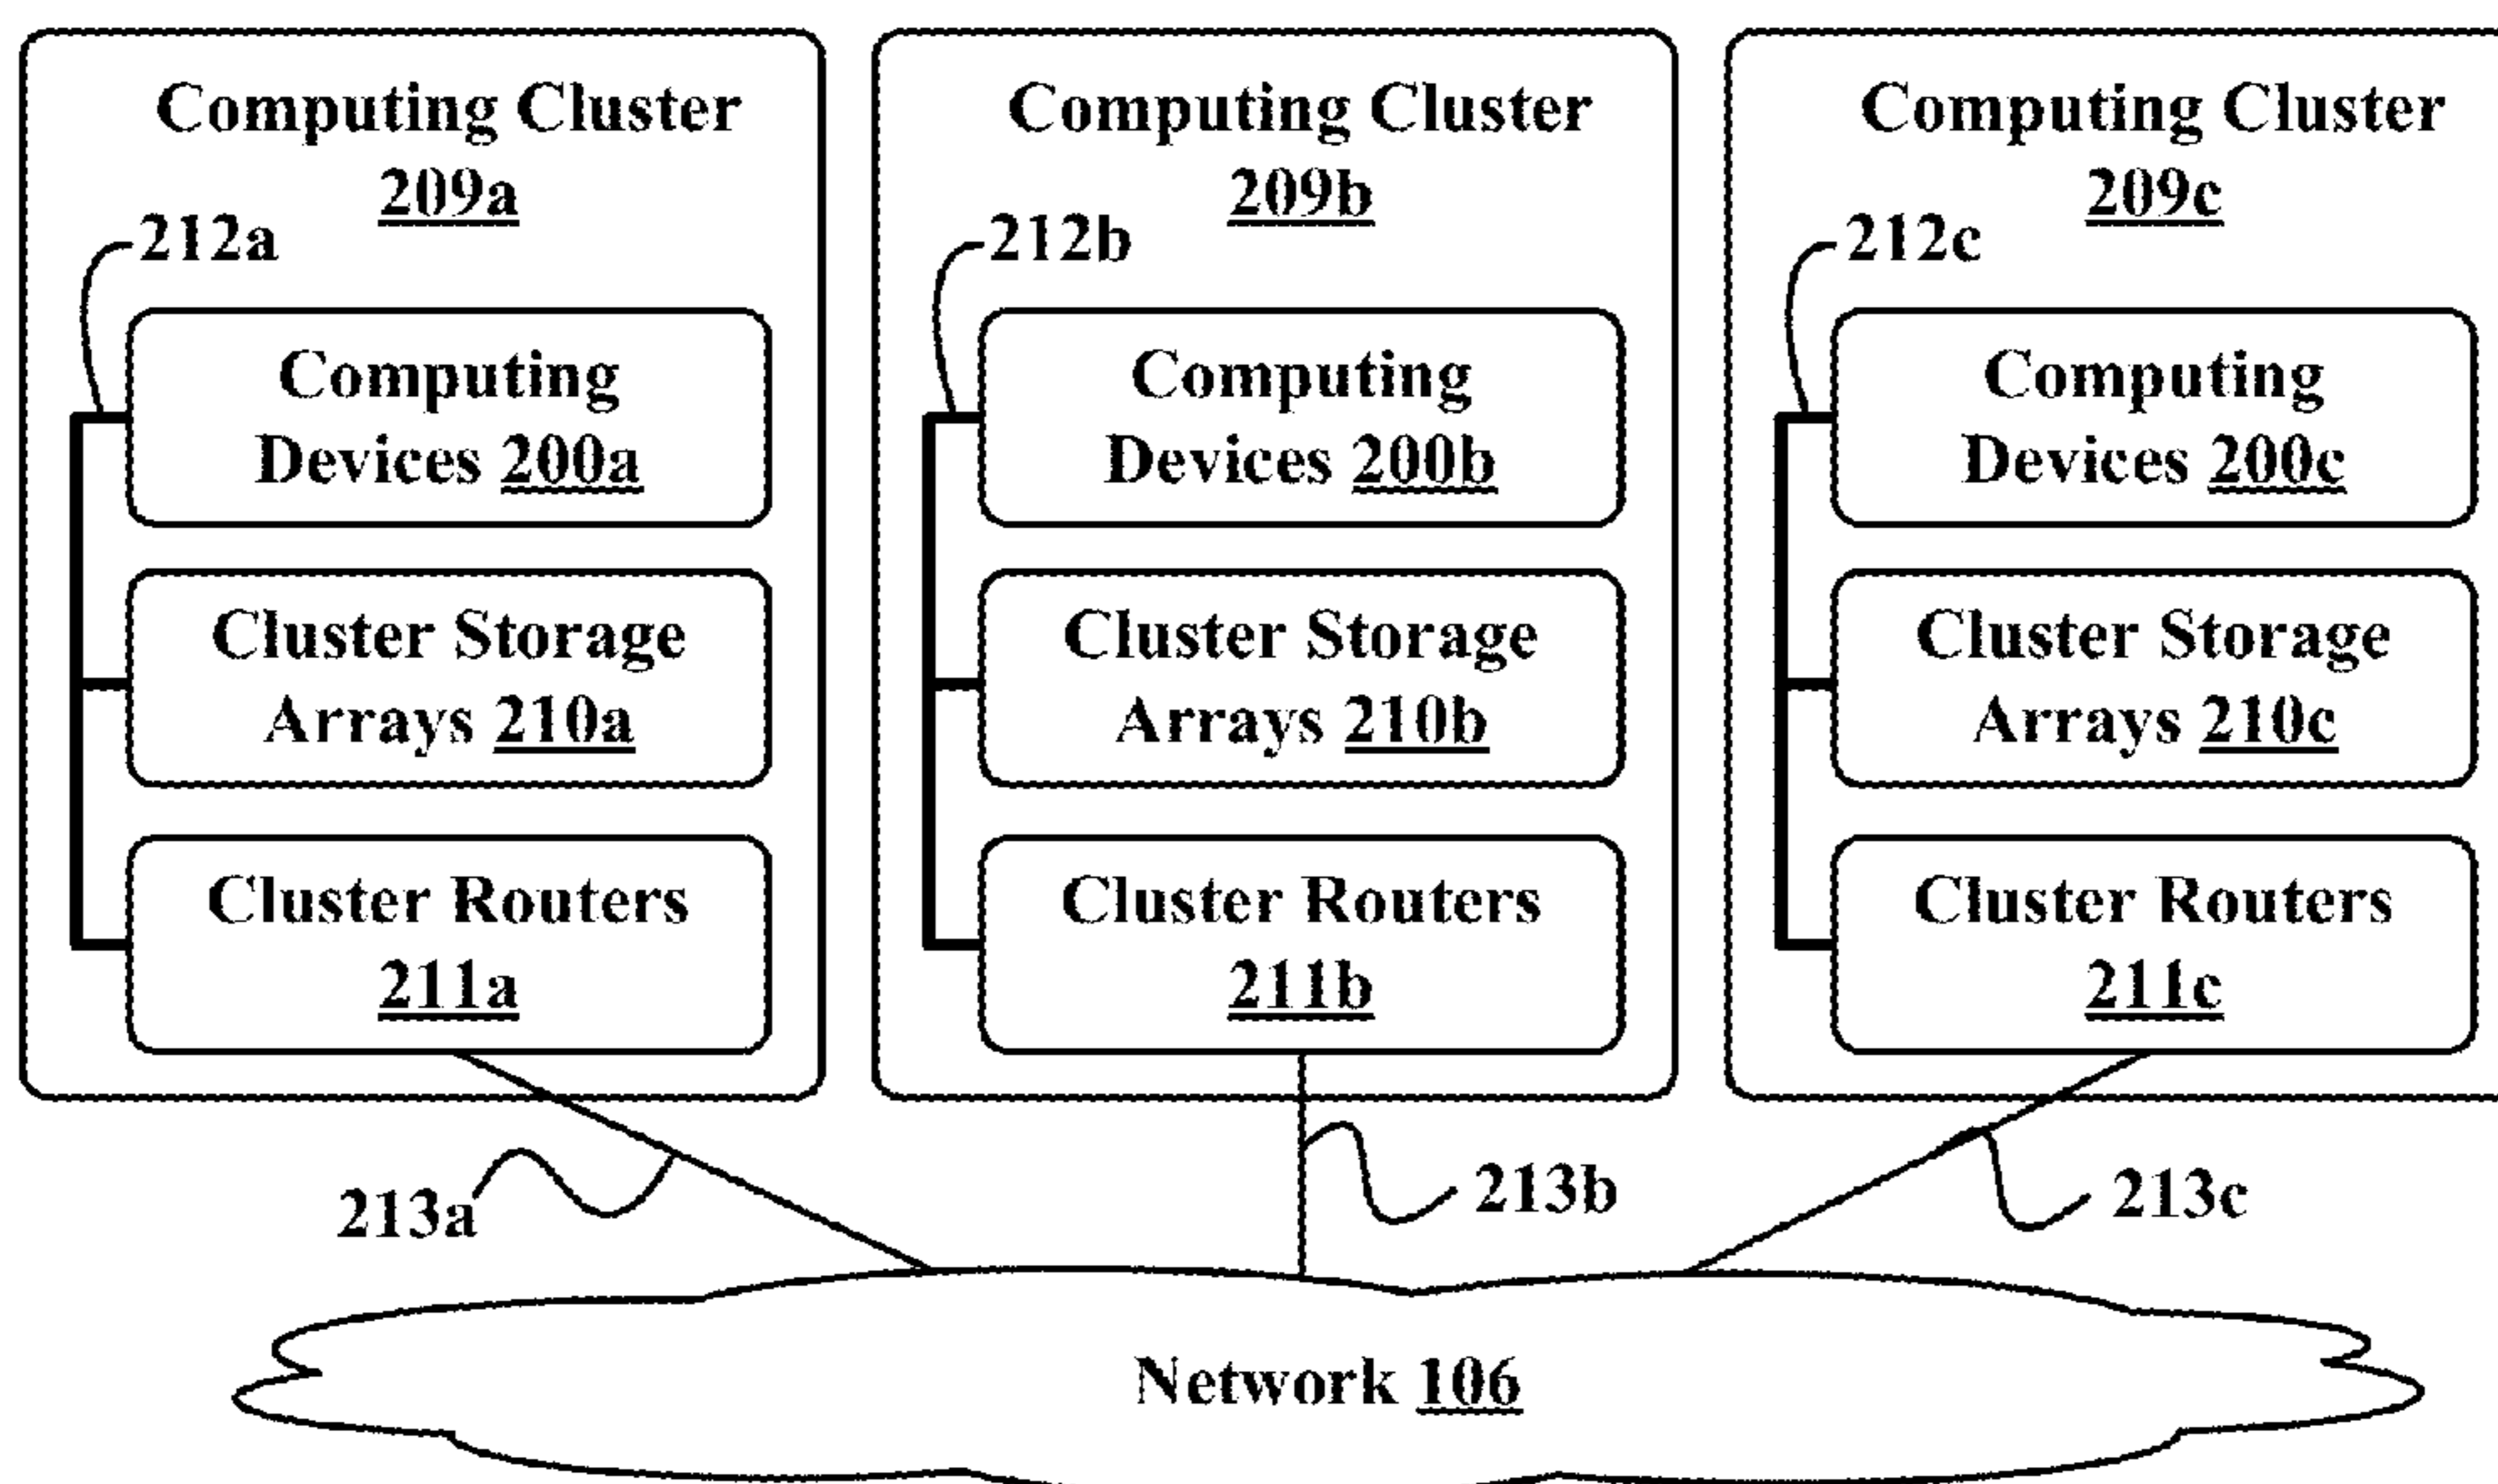 Computing Cluster
209a
212a
Computing
Devices 200a
Cluster Storage
Arrays 210a
Cluster Routers
211a
Computing Cluster
209b
212b
Computing
Devices 200b
Cluster Storage
Arrays 210b
Cluster Routers
211b
Computing Cluster
209c
212c
Computing
Devices 200c
Cluster Storage
Arrays 210c
Cluster Routers
211c
213a
213b
213c
Network 106